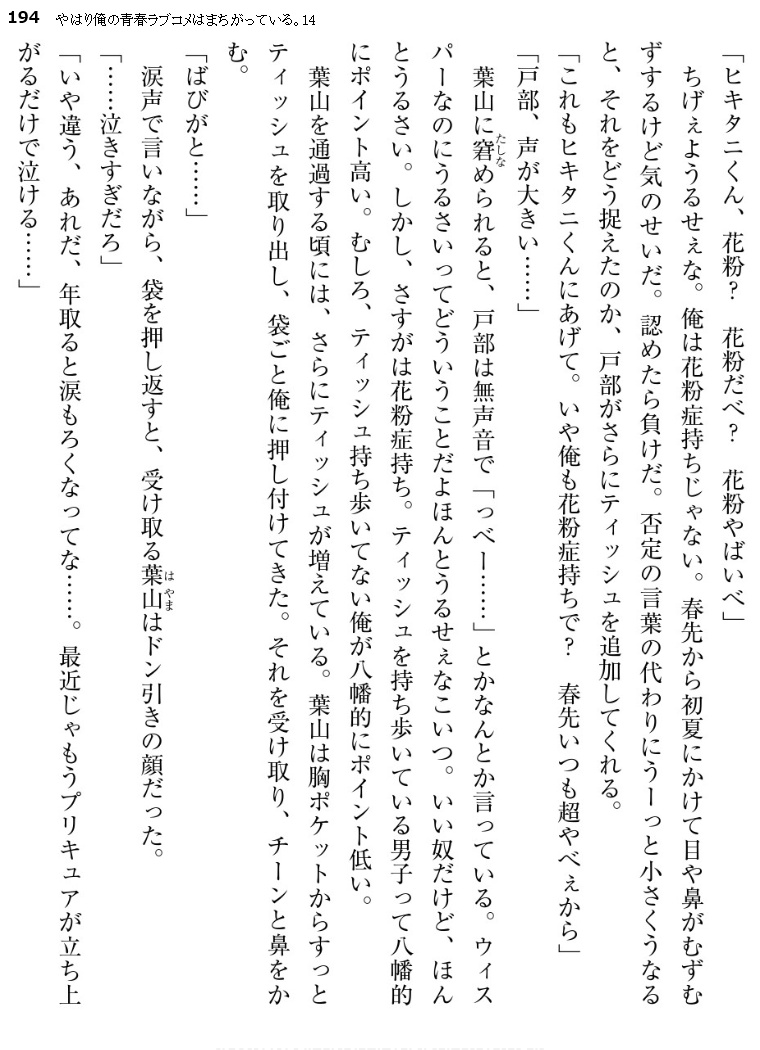 194 やはり俺の青春ラブコメはまちがっている。14
「ヒキタニくん、花粉？　花粉だべ？　花粉やばいべ」
　ちげぇようるせぇな。俺は花粉症持ちじゃない。春先から初夏にかけて目や鼻がむずむ
ずするけど気のせいだ。認めたら負けだ。否定の言葉の代わりにうーっと小さくうなる
と、それをどう捉えたのか、戸部がさらにティッシュを追加してくれる。
「これもヒキタニくんにあげて。いや俺も花粉症持ちで？　春先いつも超やべぇから」
「戸部、声が大きい……」
　葉山に窘められると、戸部は無声音で「っべー……」とかなんとか言っている。ウィス
たしな
パーなのにうるさいってどういうことだよほんとうるせぇなこいつ。いい奴だけど、ほん
とうるさい。しかし、さすがは花粉症持ち。ティッシュを持ち歩いている男子って八幡的
にポイント高い。むしろ、ティッシュ持ち歩いてない俺が八幡的にポイント低い。
　葉山を通過する頃には、さらにティッシュが増えている。葉山は胸ポケットからすっと
ティッシュを取り出し、袋ごと俺に押し付けてきた。それを受け取り、チーンと鼻をか
む。
「ばびがと……」
　涙声で言いながら、袋を押し返すと、受け取る葉山はドン引きの顔だった。
はやま
「……泣きすぎだろ」
「いや違う、あれだ、年取ると涙もろくなってな……。最近じゃもうプリキュアが立ち上
がるだけで泣ける……」